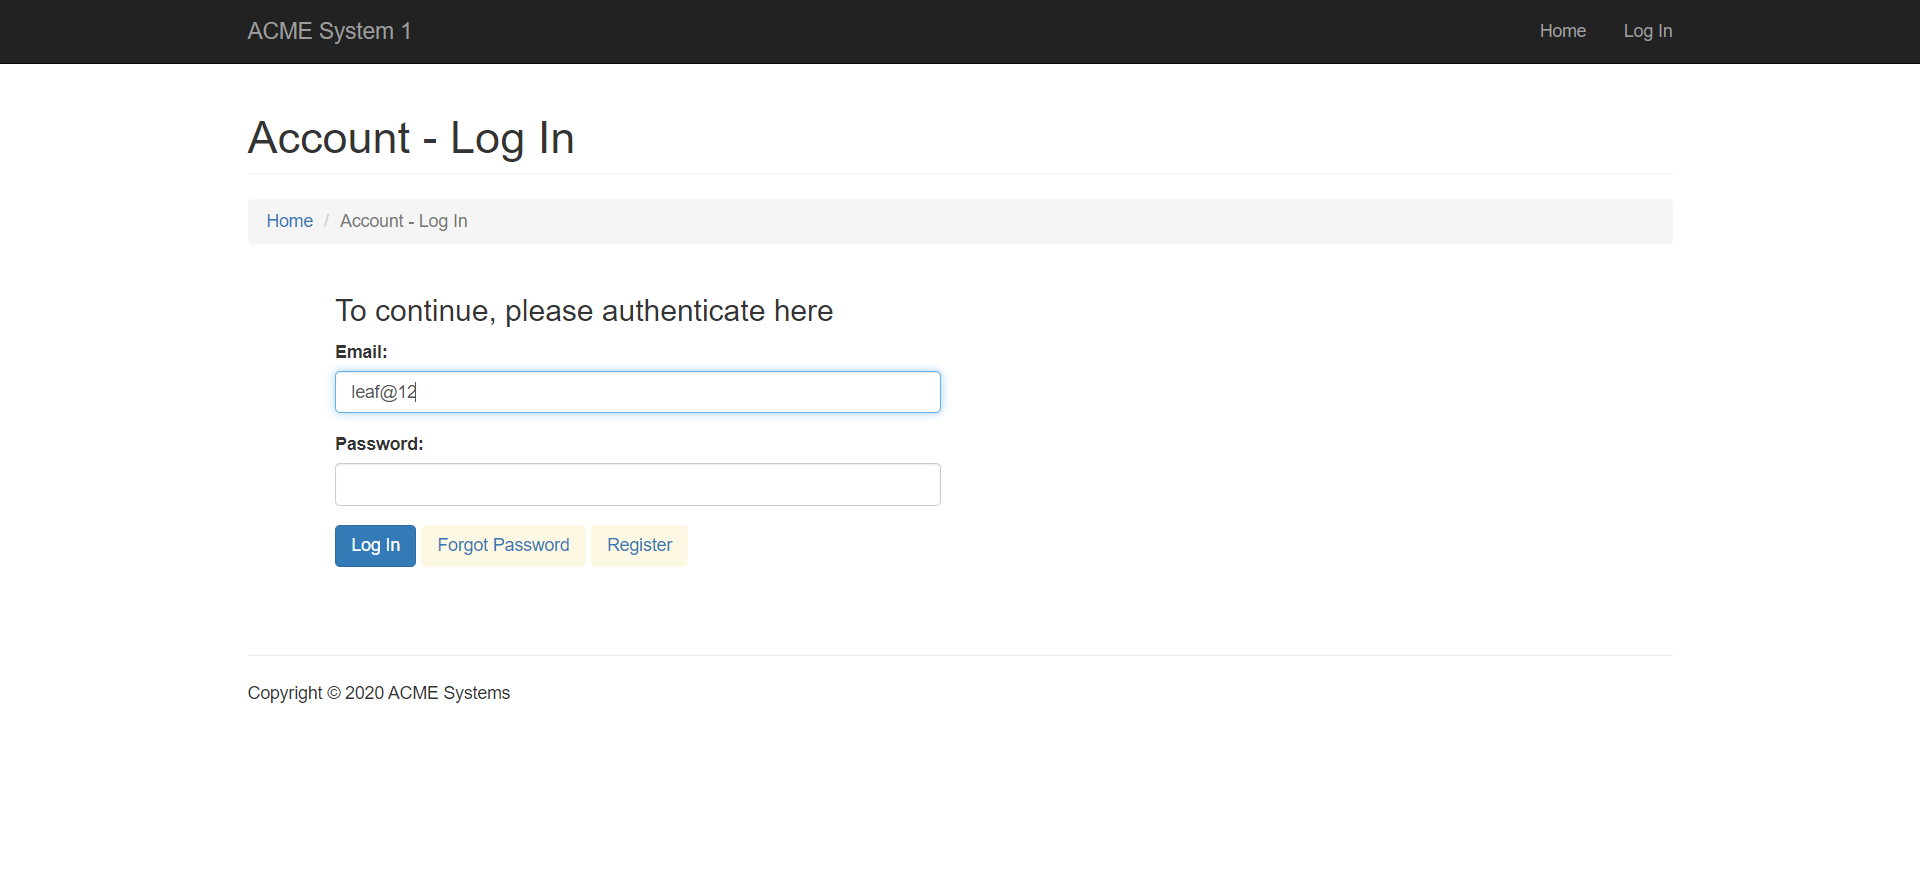 ACME System 1 Home Log In
Account - Log In
Home / Account - Log In
To continue, please authenticate here
Email:
leaf@12
Password:
Log In Forgot Password Register
Copyright © 2020 ACME Systems